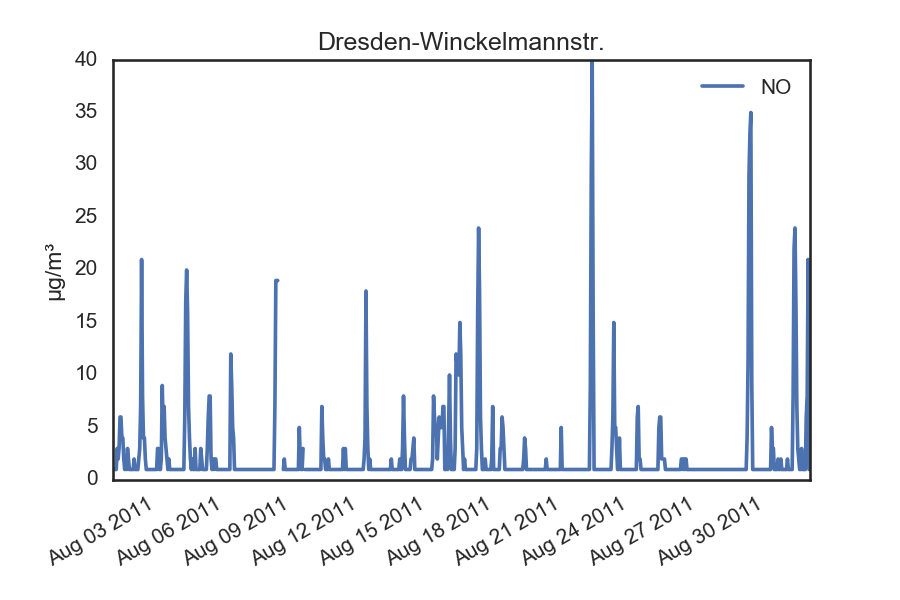 Dresden-Winckelmannstr.
NO
µg/m³
40
35
30
25
20
15
10
5
0
Aug 03 2011
Aug 06 2011
Aug 09 2011
Aug 12 2011
Aug 15 2011
Aug 18 2011
Aug 21 2011
Aug 24 2011
Aug 27 2011
Aug 30 2011